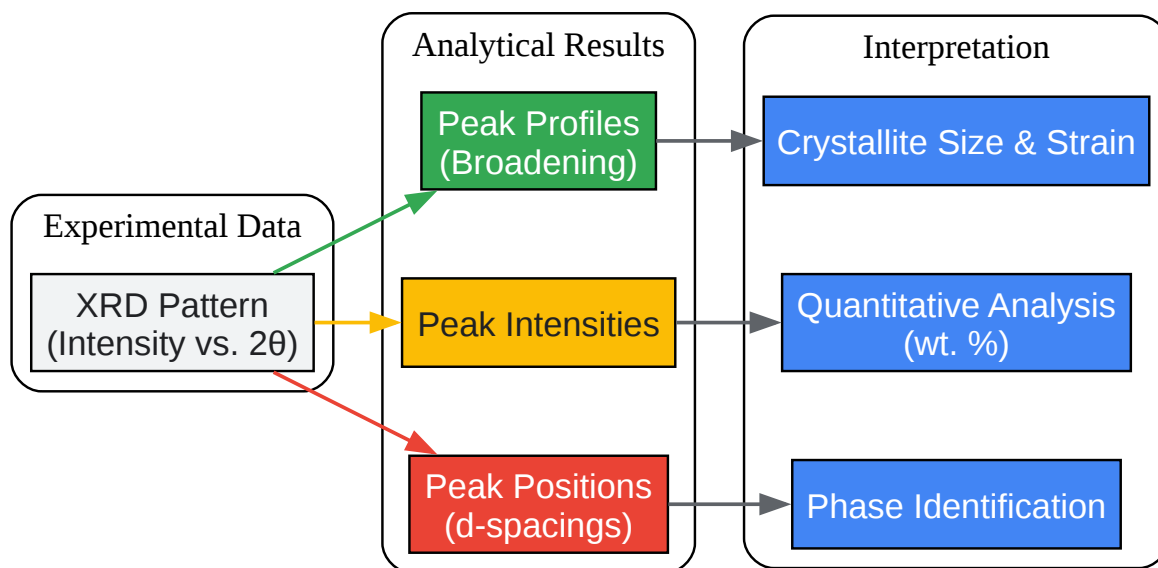 Experimental Data
XRD Pattern
(Intensity vs. 2θ)
Analytical Results
Peak Profiles
(Broadening)
Peak Intensities
Peak Positions
(d-spacings)
Interpretation
Crystallite Size & Strain
Quantitative Analysis
(wt. %)
Phase Identification